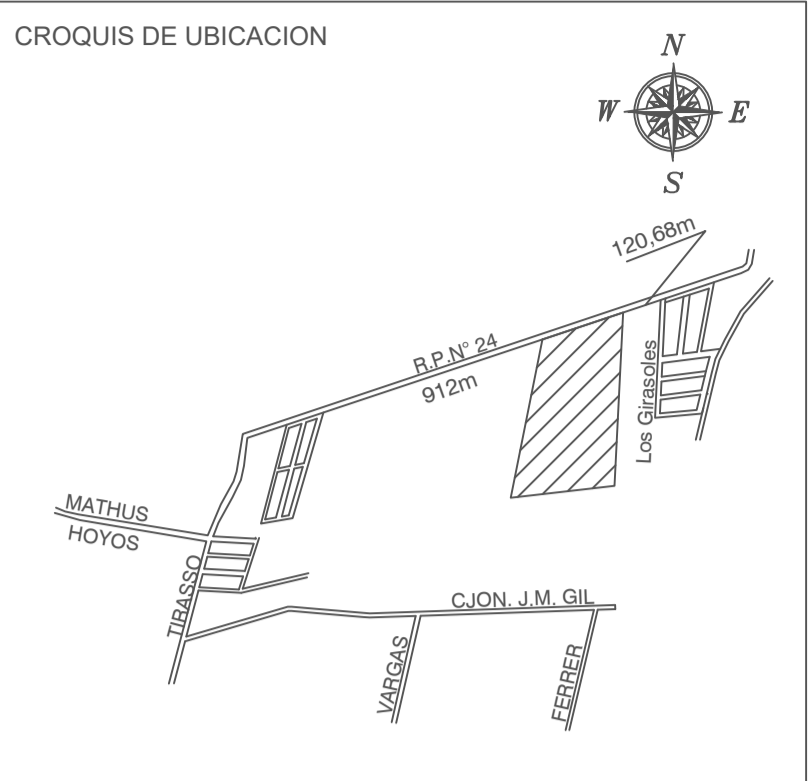 CROQUIS DE UBICACION
N
W
E
S
120,68m
R.P.N° 24
912m
Los Girasoles
MATHUS
HOYOS
TIRASSO
CJON. J.M. GIL
VARGAS
FERRER